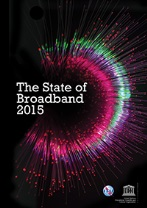 The State of
Broadband
2015